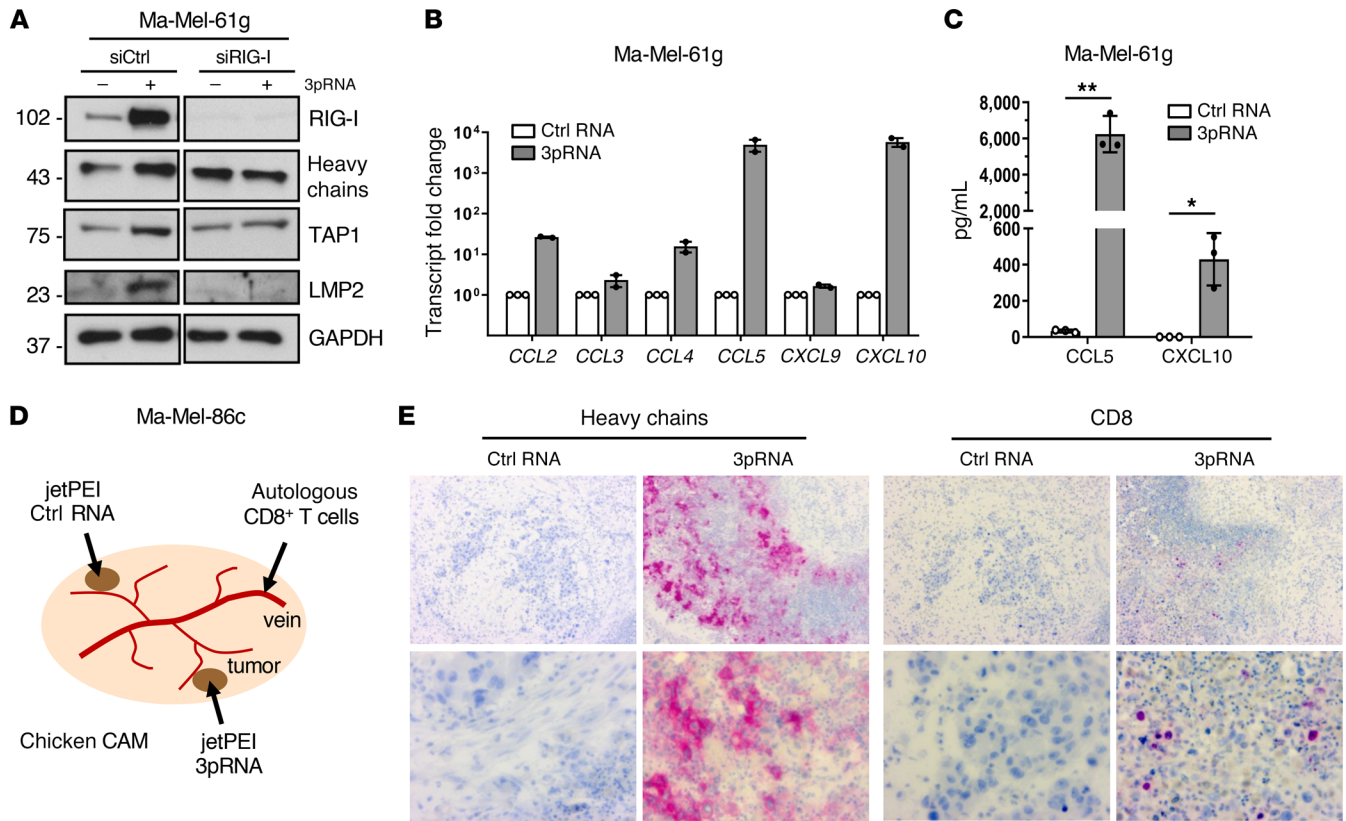 A
Ma-Mel-61g
siCtrl siRIG-I
– + – + 3pRNA
102 - RIG-I
43 - Heavy chains
75 - TAP1
23 - LMP2
37 - GAPDH
B
Ma-Mel-61g
Ctrl RNA
3pRNA
Transcript fold change
10⁴
10³
10²
10¹
10⁰
CCL2 CCL3 CCL4 CCL5 CXCL9 CXCL10
C
Ma-Mel-61g
Ctrl RNA
3pRNA
** *
pg/mL
8,000
6,000
4,000
2,000
600
400
200
0
CCL5 CXCL10
D
Ma-Mel-86c
jetPEI
Ctrl RNA
Autologous
CD8⁺ T cells
vein
tumor
Chicken CAM
jetPEI
3pRNA
E
Heavy chains CD8
Ctrl RNA 3pRNA Ctrl RNA 3pRNA